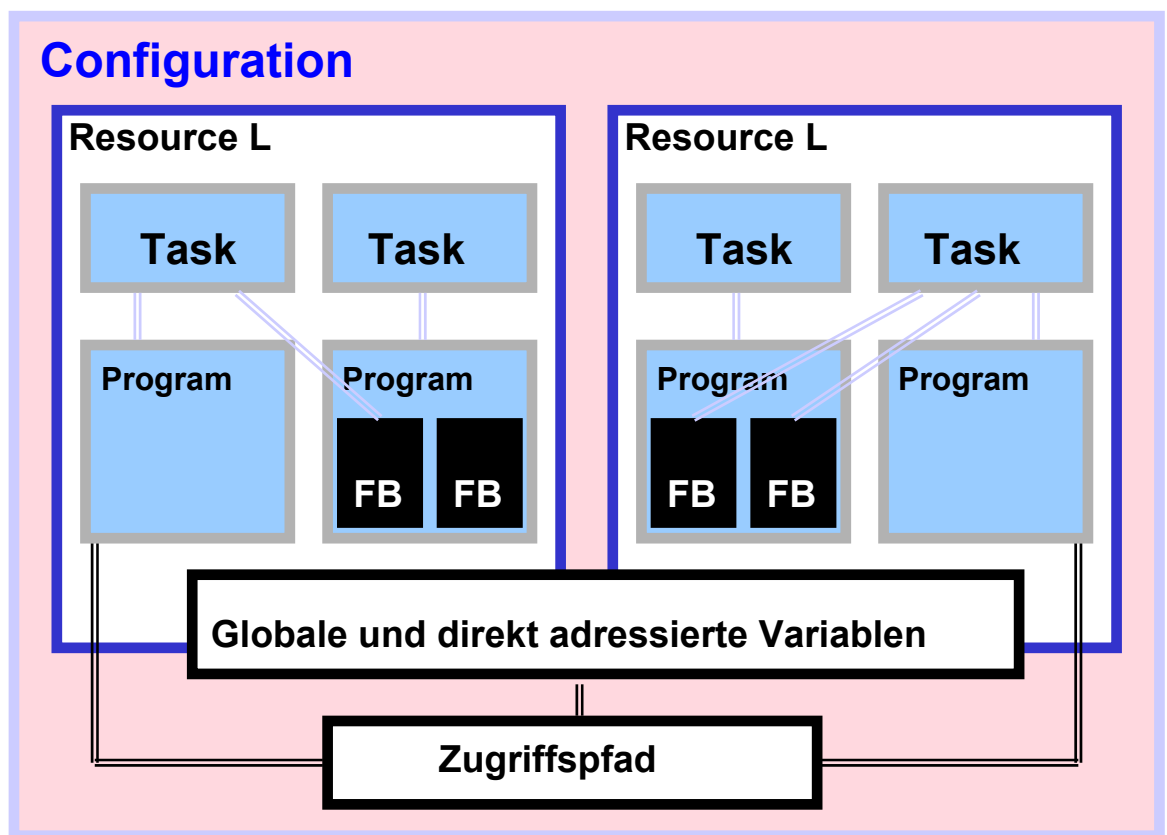 Configuration
Resource L
Resource L
Task
Task
Task
Task
Program
Program
Program
Program
FB
FB
FB
FB
Globale und direkt adressierte Variablen
Zugriffspfad